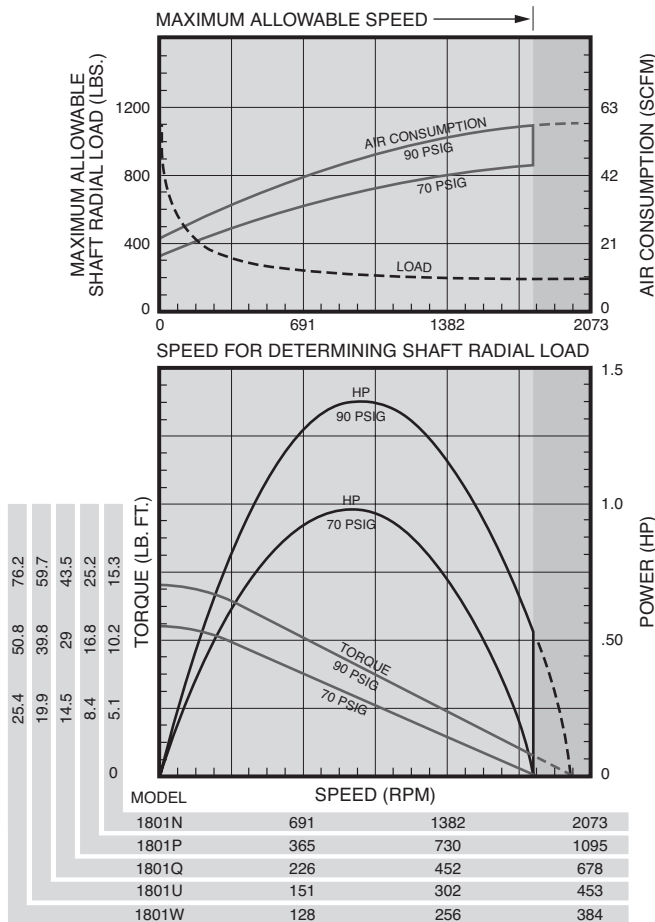 MAXIMUM ALLOWABLE SPEED
MAXIMUM ALLOWABLE
SHAFT RADIAL LOAD (LBS.)
1200
800
400
0
AIR CONSUMPTION
90 PSIG
70 PSIG
LOAD
63
42
21
0
AIR CONSUMPTION (SCFM)
0 691 1382 2073
SPEED FOR DETERMINING SHAFT RADIAL LOAD
HP
90 PSIG
HP
70 PSIG
TORQUE
90 PSIG
70 PSIG
1.5
1.0
.50
0
POWER (HP)
TORQUE (LB. FT.)
76.2 59.7 43.5 25.2 15.3
50.8 39.8 29 16.8 10.2
25.4 19.9 14.5 8.4 5.1
0
MODEL SPEED (RPM)
1801N 691 1382 2073
1801P 365 730 1095
1801Q 226 452 678
1801U 151 302 453
1801W 128 256 384